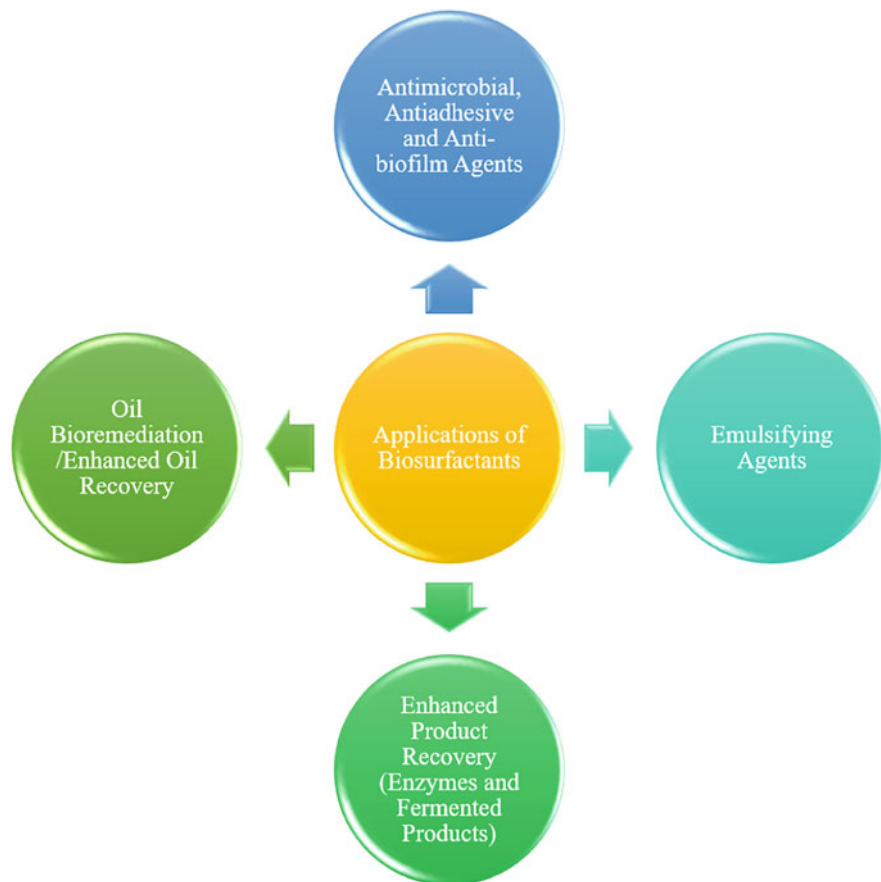 Antimicrobial,
Antiadhesive
and Anti-
biofilm Agents
Oil
Bioremediation
/Enhanced Oil
Recovery
Applications of
Biosurfactants
Emulsifying
Agents
Enhanced
Product
Recovery
(Enzymes and
Fermented
Products)